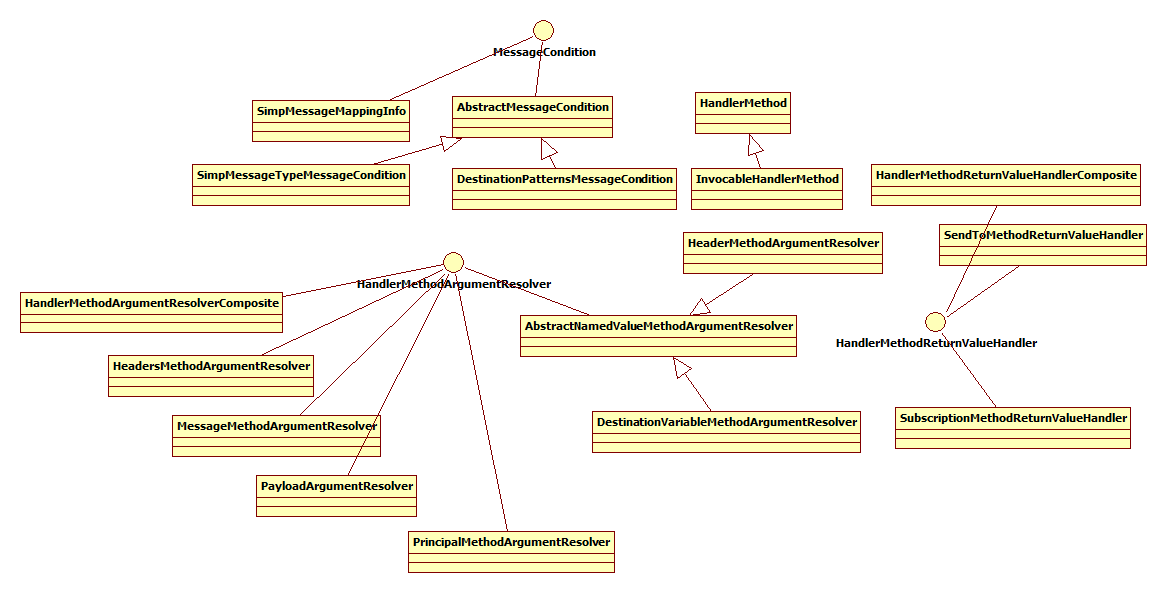 MessageCondition
SimpMessageMappingInfo
AbstractMessageCondition
HandlerMethod
SimpMessageTypeMessageCondition
DestinationPatternsMessageCondition
InvocableHandlerMethod
HandlerMethodReturnValueHandlerComposite
HeaderMethodArgumentResolver
SendToMethodReturnValueHandler
HandlerMethodArgumentResolver
HandlerMethodArgumentResolverComposite
AbstractNamedValueMethodArgumentResolver
HandlerMethodReturnValueHandler
HeadersMethodArgumentResolver
MessageMethodArgumentResolver
DestinationVariableMethodArgumentResolver
SubscriptionMethodReturnValueHandler
PayloadArgumentResolver
PrincipalMethodArgumentResolver